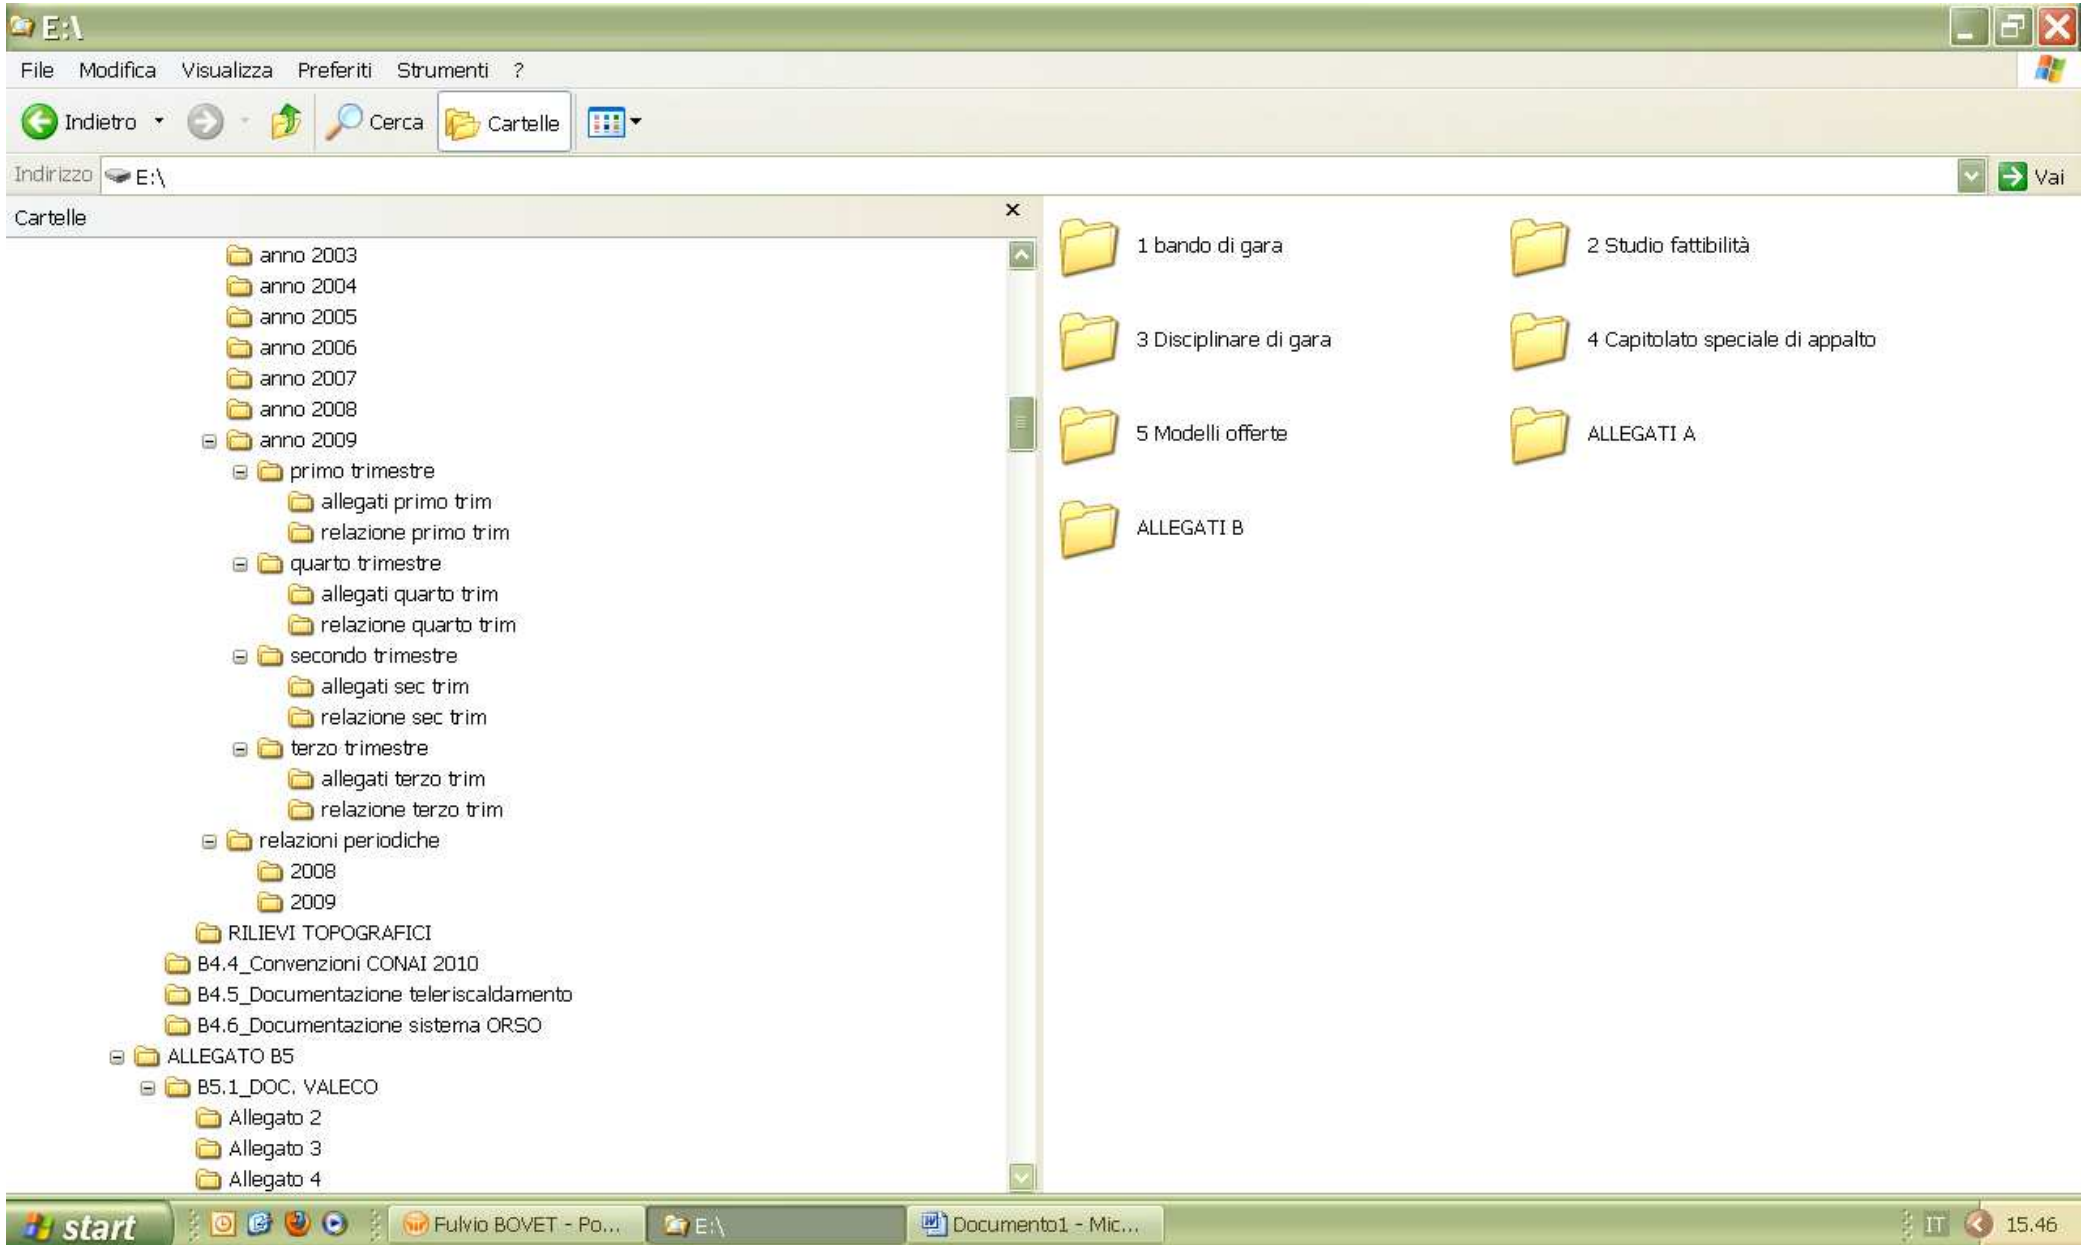 E:\
File Modifica Visualizza Preferiti Strumenti ?
Indietro Cerca Cartelle
Indirizzo E:\ Vai
Cartelle
anno 2003
anno 2004
anno 2005
anno 2006
anno 2007
anno 2008
anno 2009
primo trimestre
allegati primo trim
relazione primo trim
quarto trimestre
allegati quarto trim
relazione quarto trim
secondo trimestre
allegati sec trim
relazione sec trim
terzo trimestre
allegati terzo trim
relazione terzo trim
relazioni periodiche
2008
2009
RILIEVI TOPOGRAFICI
B4.4_Convenzioni CONAI 2010
B4.5_Documentazione teleriscaldamento
B4.6_Documentazione sistema ORSO
ALLEGATO B5
B5.1_DOC. VALECO
Allegato 2
Allegato 3
Allegato 4
1 bando di gara 2 Studio fattibilità
3 Disciplinare di gara 4 Capitolato speciale di appalto
5 Modelli offerte ALLEGATI A
ALLEGATI B
start Fulvio BOVET - Po... E:\ Documento1 - Mic... IT 15.46